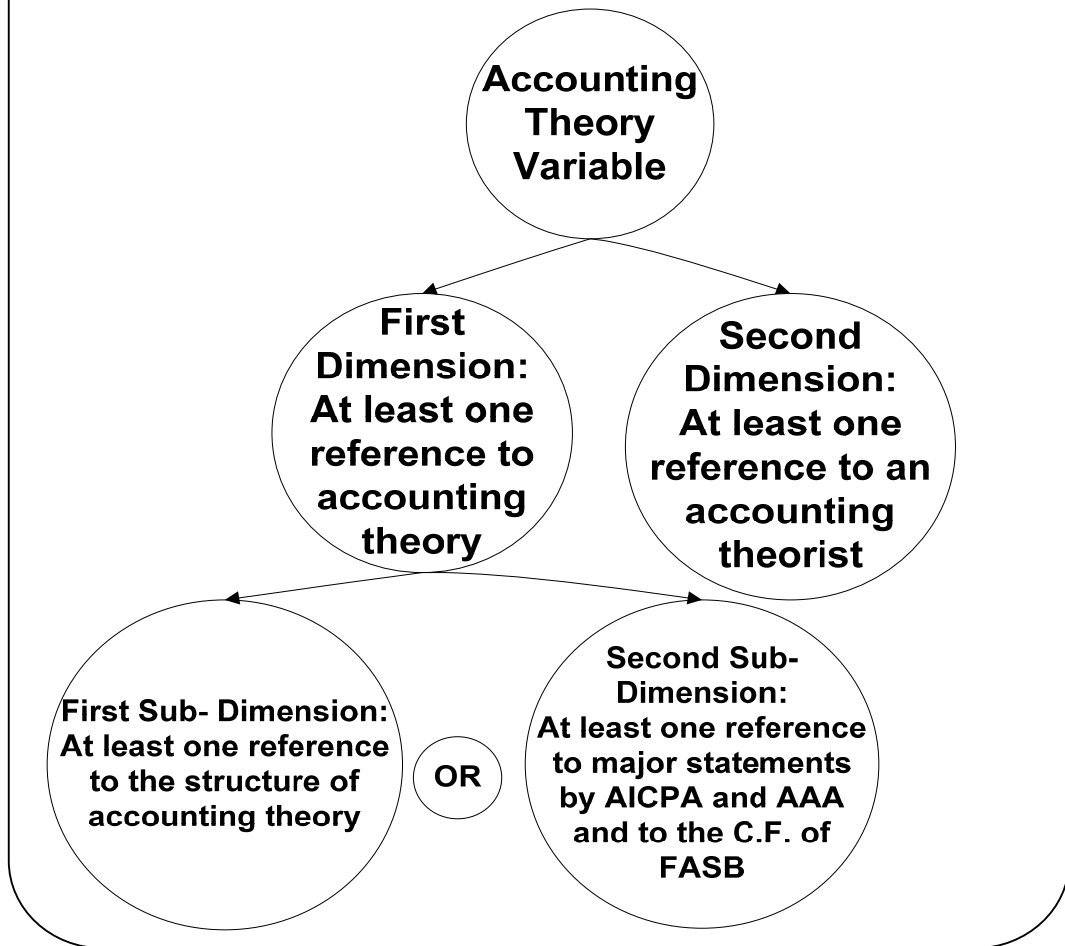 Accounting
Theory
Variable
First
Dimension:
At least one
reference to
accounting
theory
Second
Dimension:
At least one
reference to an
accounting
theorist
First Sub- Dimension:
At least one reference
to the structure of
accounting theory
OR
Second Sub-
Dimension:
At least one reference
to major statements
by AICPA and AAA
and to the C.F. of
FASB